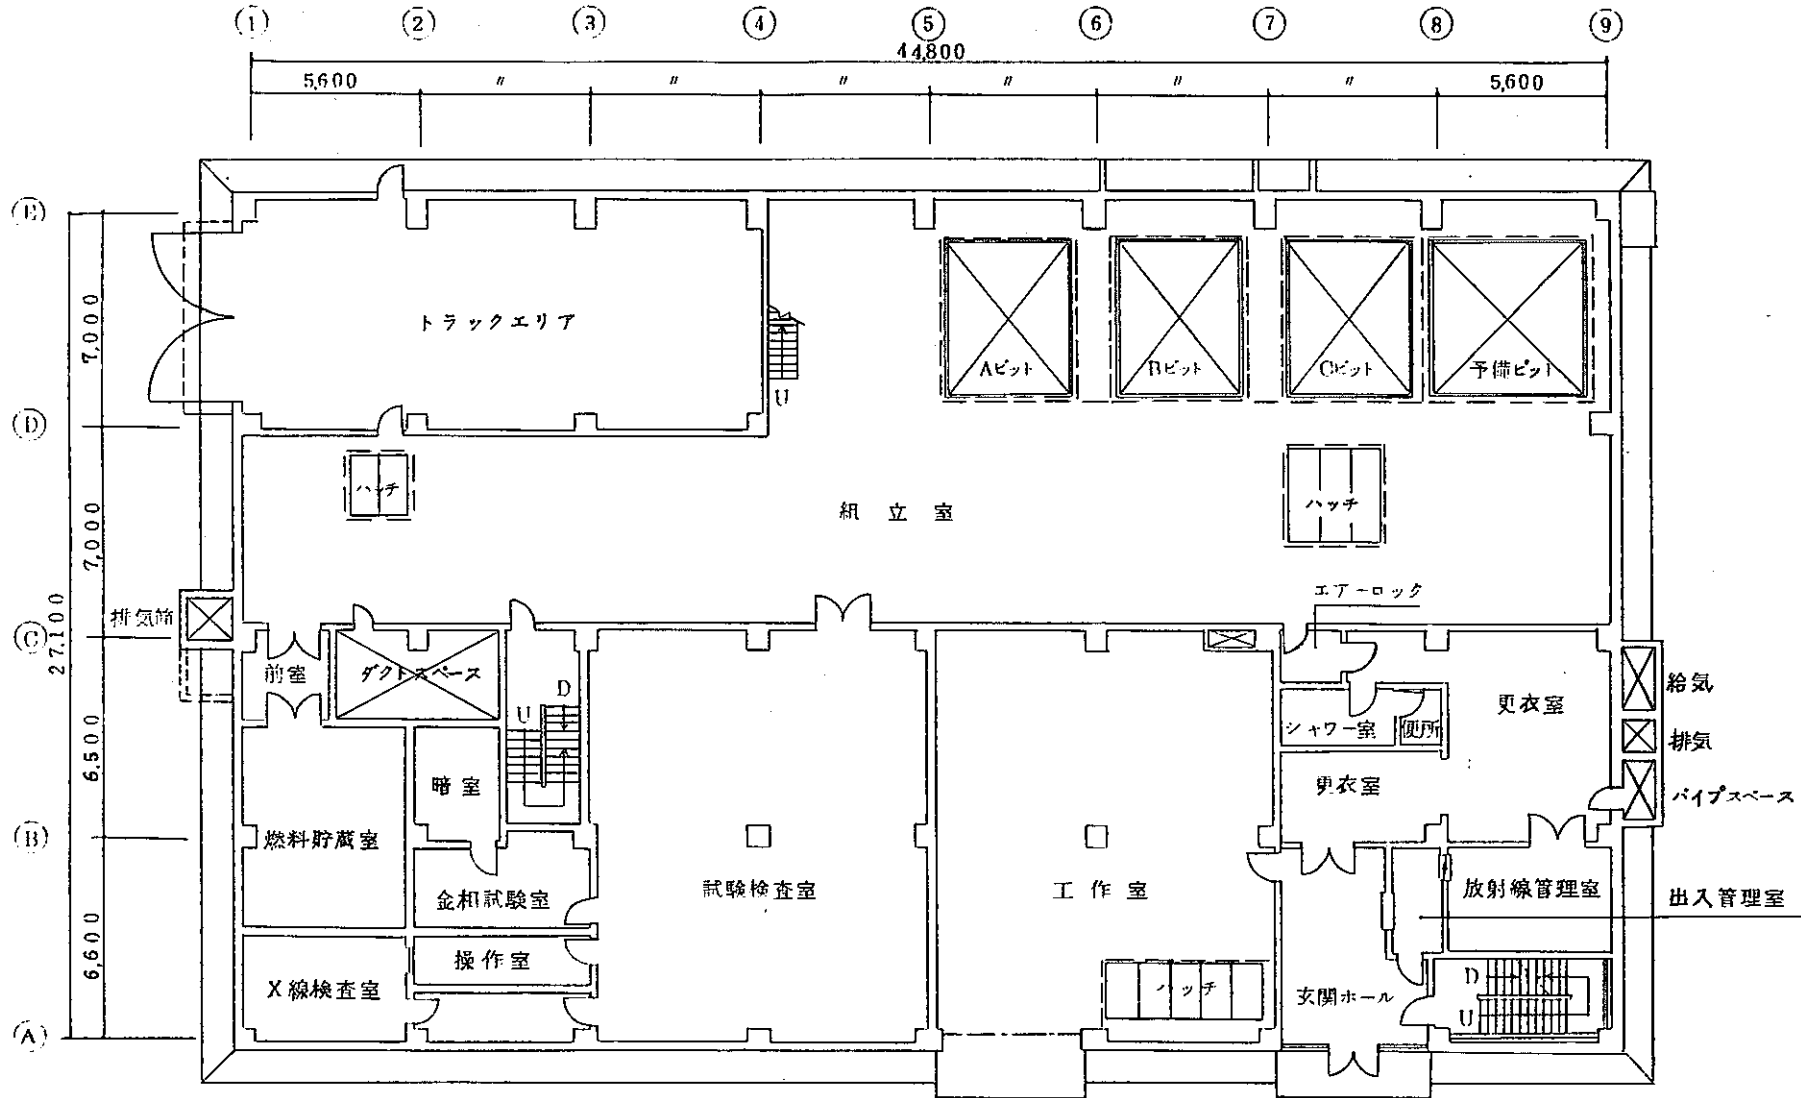 ① ② ③ ④ ⑤ ⑥ ⑦ ⑧ ⑨
44,800
5,600 〃 〃 〃 〃 〃 〃 5,600
Ⓔ
7,000
トラックエリア
U
Aピット
Bピット
Cピット
予備ピット
Ⓓ
ハッチ
組立室
ハッチ
7,000
27,100
エアーロック
排気筒
Ⓒ
前室
ダクトスペース
D
U
更衣室
給気
シャワー室
便所
排気
6,500
暗室
更衣室
パイプスペース
Ⓑ
燃料貯蔵室
金相試験室
試験検査室
工作室
放射線管理室
出入管理室
6,600
操作室
X線検査室
ハッチ
玄関ホール
D
U
Ⓐ